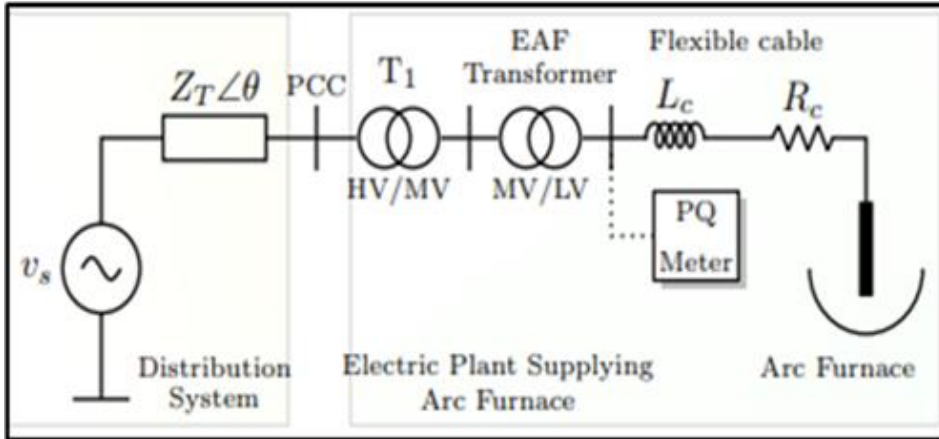 EAF
Transformer
Flexible cable
Z_T∠θ
PCC
T₁
L_c
R_c
HV/MV
MV/LV
PQ
Meter
v_s
Distribution
System
Electric Plant Supplying
Arc Furnace
Arc Furnace